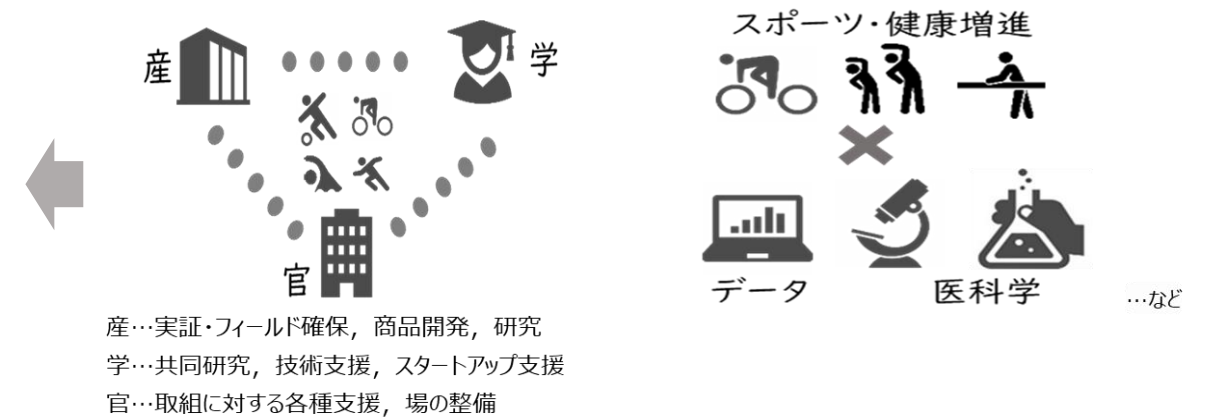 産
学
官
産…実証・フィールド確保，商品開発，研究
学…共同研究，技術支援，スタートアップ支援
官…取組に対する各種支援，場の整備
スポーツ・健康増進
データ
医科学
…など